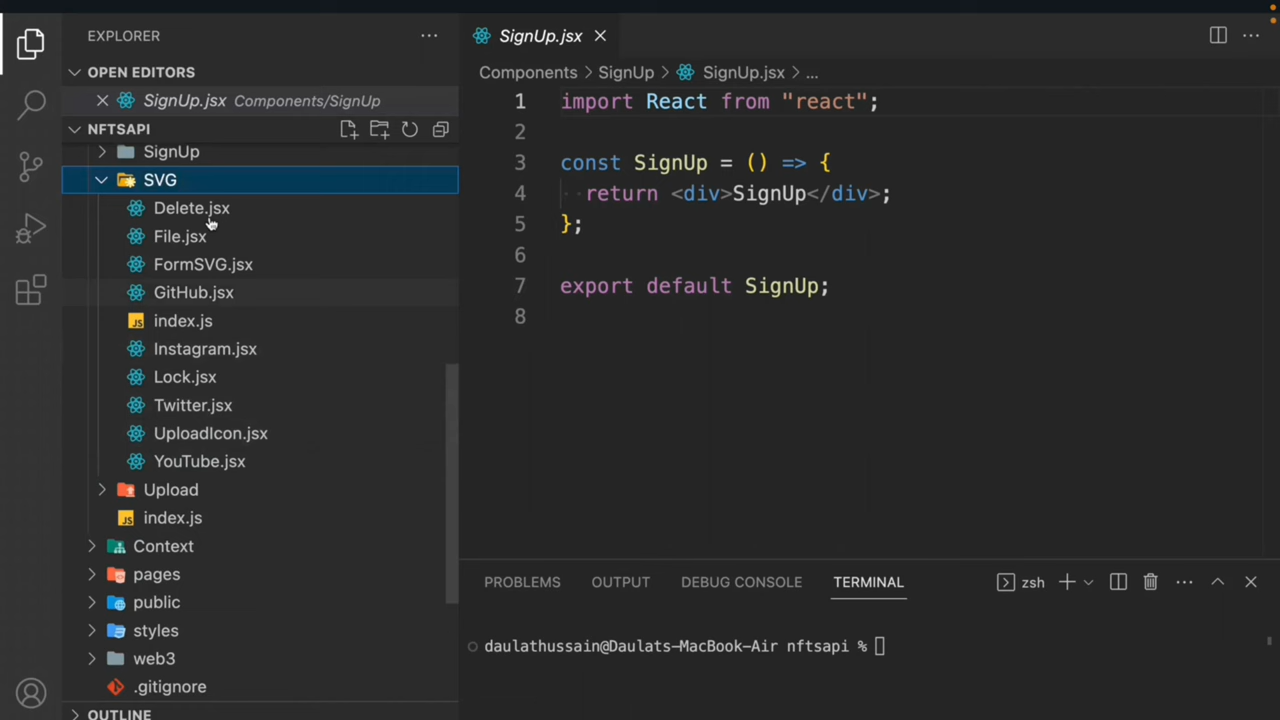 EXPLORER
OPEN EDITORS
SignUp.jsx Components/SignUp
NFTSAPI
SignUp
SVG
Delete.jsx
File.jsx
FormSVG.jsx
GitHub.jsx
JS index.js
Instagram.jsx
Lock.jsx
Twitter.jsx
UploadIcon.jsx
YouTube.jsx
Upload
JS index.js
Context
pages
public
styles
web3
.gitignore
OUTLINE
SignUp.jsx
Components > SignUp > SignUp.jsx > ...
1 import React from "react";
2
3 const SignUp = () => {
4 return <div>SignUp</div>;
5 };
6
7 export default SignUp;
8
PROBLEMS OUTPUT DEBUG CONSOLE TERMINAL zsh
daulathussain@Daulats-MacBook-Air nftsapi %